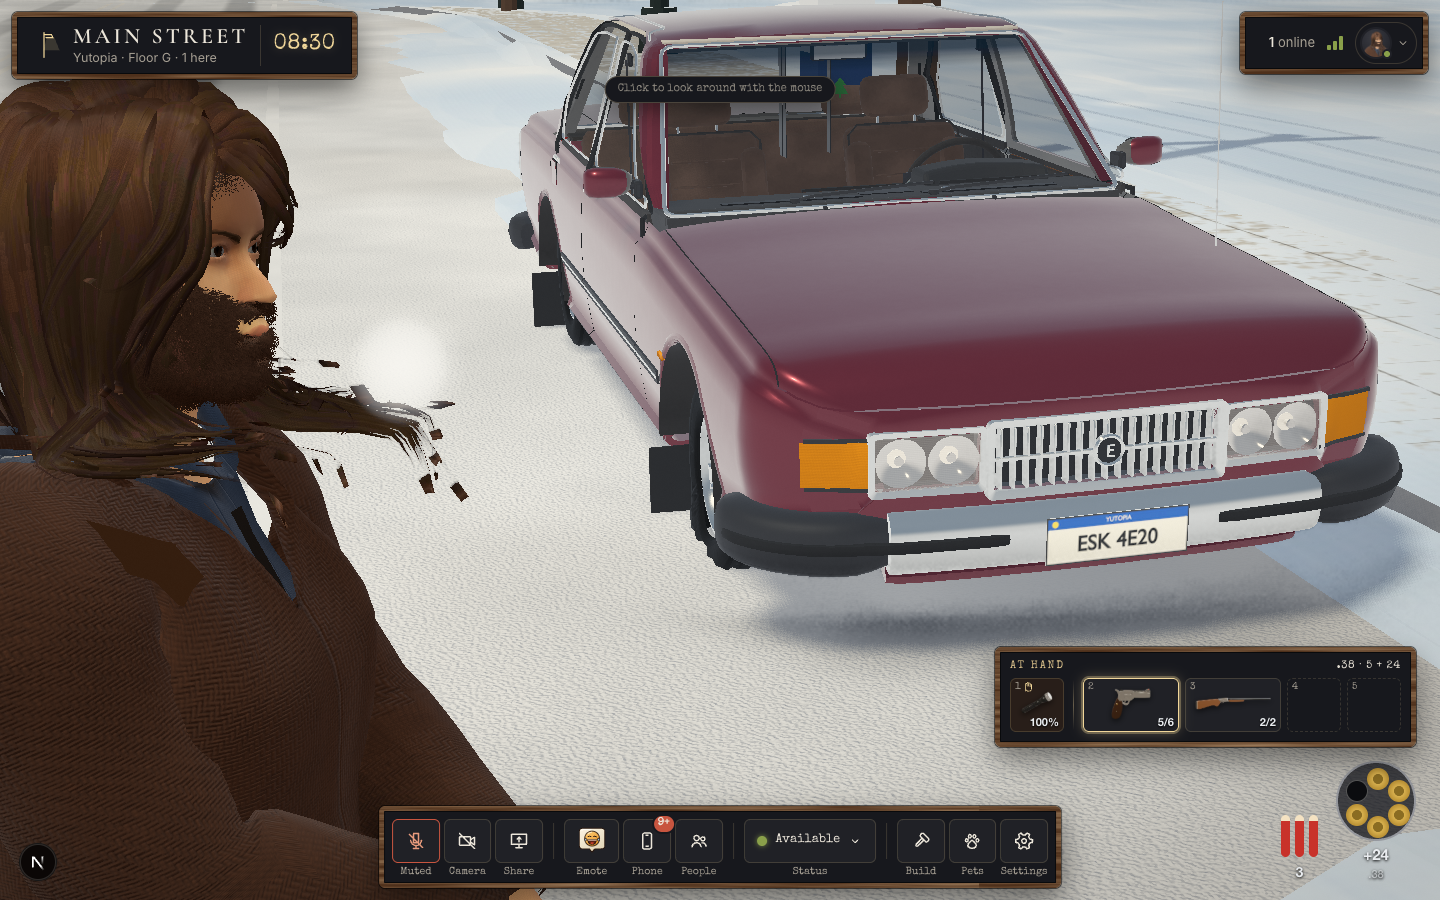 MAIN STREET
Yutopia · Floor G · 1 here
08:30
1 online
Click to look around with the mouse
E
YUTOPIA
ESK 4E20
AT HAND
.38 · 5 + 24
1
100%
2
5/6
3
2/2
4
5
3
+24
.38
9+
Available
Muted
Camera
Share
Emote
Phone
People
Status
Build
Pets
Settings
N